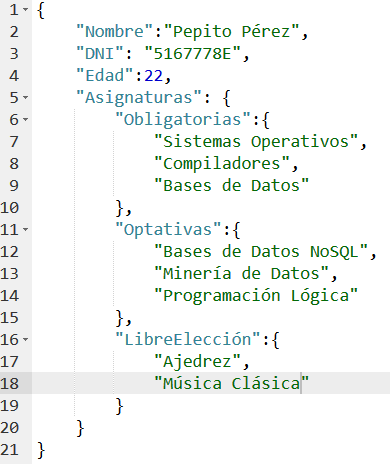 1 {
2     "Nombre":"Pepito Pérez",
3     "DNI": "5167778E",
4     "Edad":22,
5     "Asignaturas": {
6         "Obligatorias":{
7             "Sistemas Operativos",
8             "Compiladores",
9             "Bases de Datos"
10         },
11         "Optativas":{
12             "Bases de Datos NoSQL",
13             "Minería de Datos",
14             "Programación Lógica"
15         },
16         "LibreElección":{
17             "Ajedrez",
18             "Música Clásica"
19         }
20     }
21 }